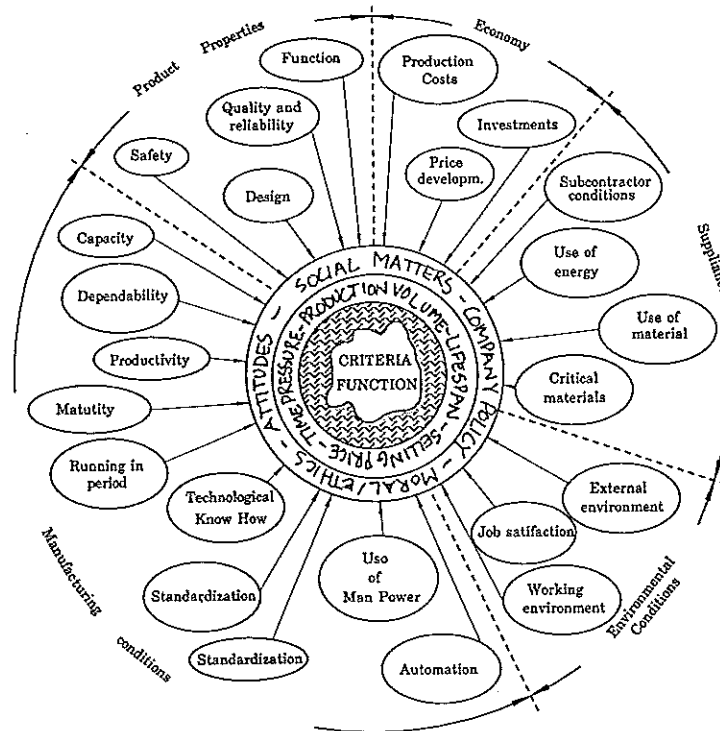 Product Properties
Economy
Supplies
Environmental
Conditions
Manufacturing
conditions
Function
Production
Costs
Quality and
reliability
Investments
Safety
Price
developm.
Design
Subcontractor
conditions
Capacity
Use of
energy
Dependability
Use of
material
Productivity
Critical
materials
Matutity
Running in
period
External
environment
Technological
Know How
Job satifaction
Working
environment
Uso
of
Man Power
Standardization
Standardization
Automation
ATTITUDES - SOCIAL MATTERS - COMPANY POLICY - MORAL/ETHICS -
TIME PRESSURE - PRODUCTION VOLUME - LIFESPAN - SELLING PRICE -
CRITERIA
FUNCTION